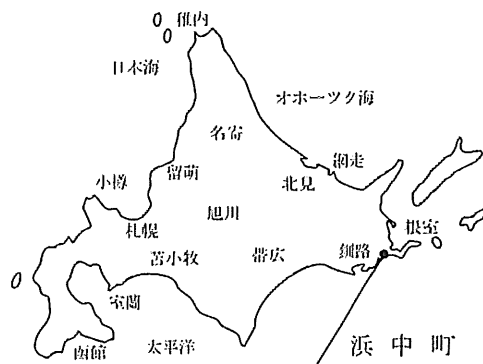 稚内
日本海
オホーツク海
名寄
網走
留萌
北見
小樽
旭川
根室
札幌
釧路
苫小牧
帯広
室蘭
浜中町
函館
太平洋